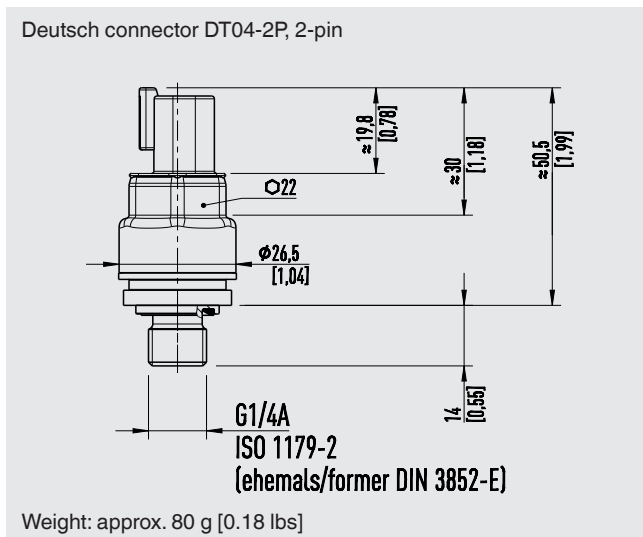 Deutsch connector DT04-2P, 2-pin
≈19,8
[0,78]
≈30
[1,18]
≈50,5
[1,99]
⬡22
⌀26,5
[1,04]
14
[0,55]
G1/4A
ISO 1179-2
(ehemals/former DIN 3852-E)
Weight: approx. 80 g [0.18 lbs]